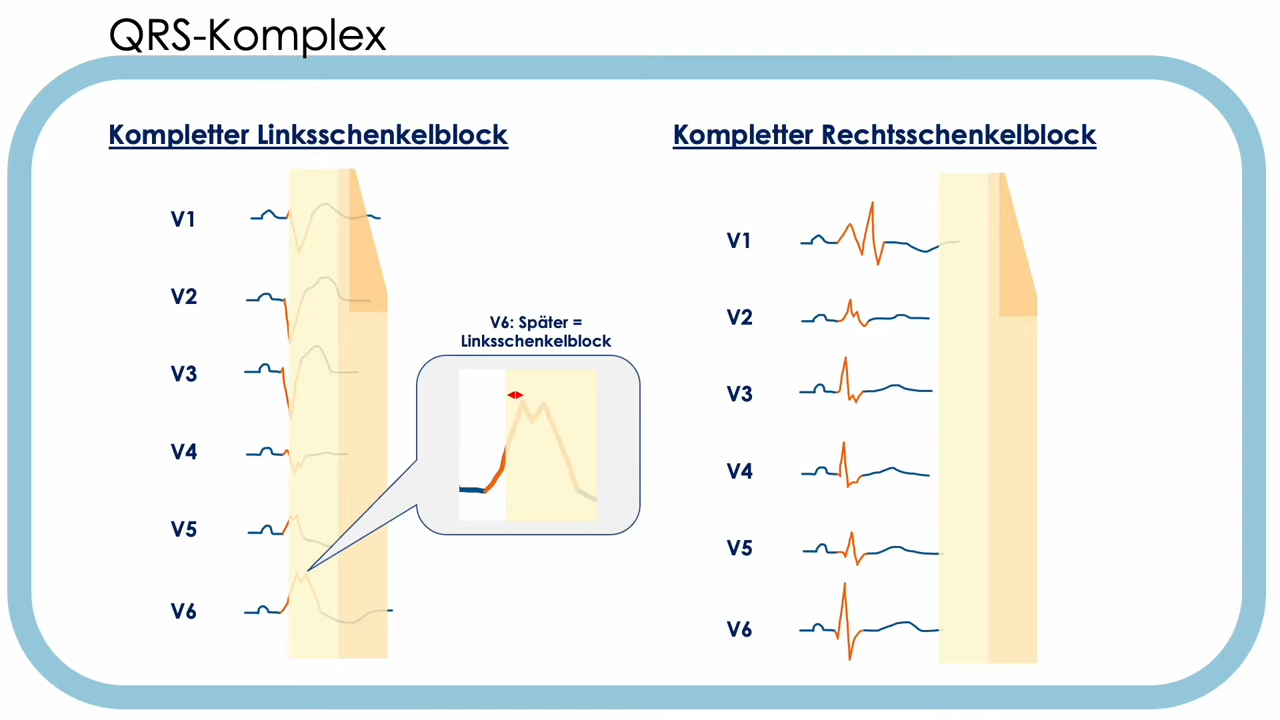 QRS-Komplex
Kompletter Linksschenkelblock
V1
V2
V3
V4
V5
V6
V6: Später =
Linksschenkelblock
Kompletter Rechtsschenkelblock
V1
V2
V3
V4
V5
V6